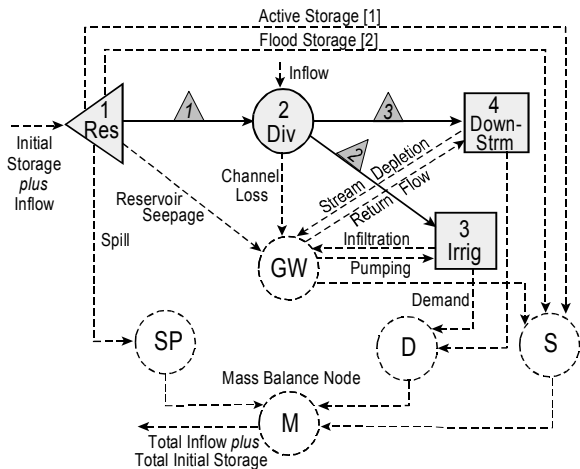 Active Storage [1]
Flood Storage [2]
Inflow
1
Res
1
2
Div
3
4
Down-
Strm
Initial
Storage
plus
Inflow
2
Channel
Loss
Stream Depletion
Return Flow
Reservoir
Seepage
3
Irrig
Spill
Infiltration
GW
Pumping
Demand
SP
D
S
Mass Balance Node
M
Total Inflow plus
Total Initial Storage